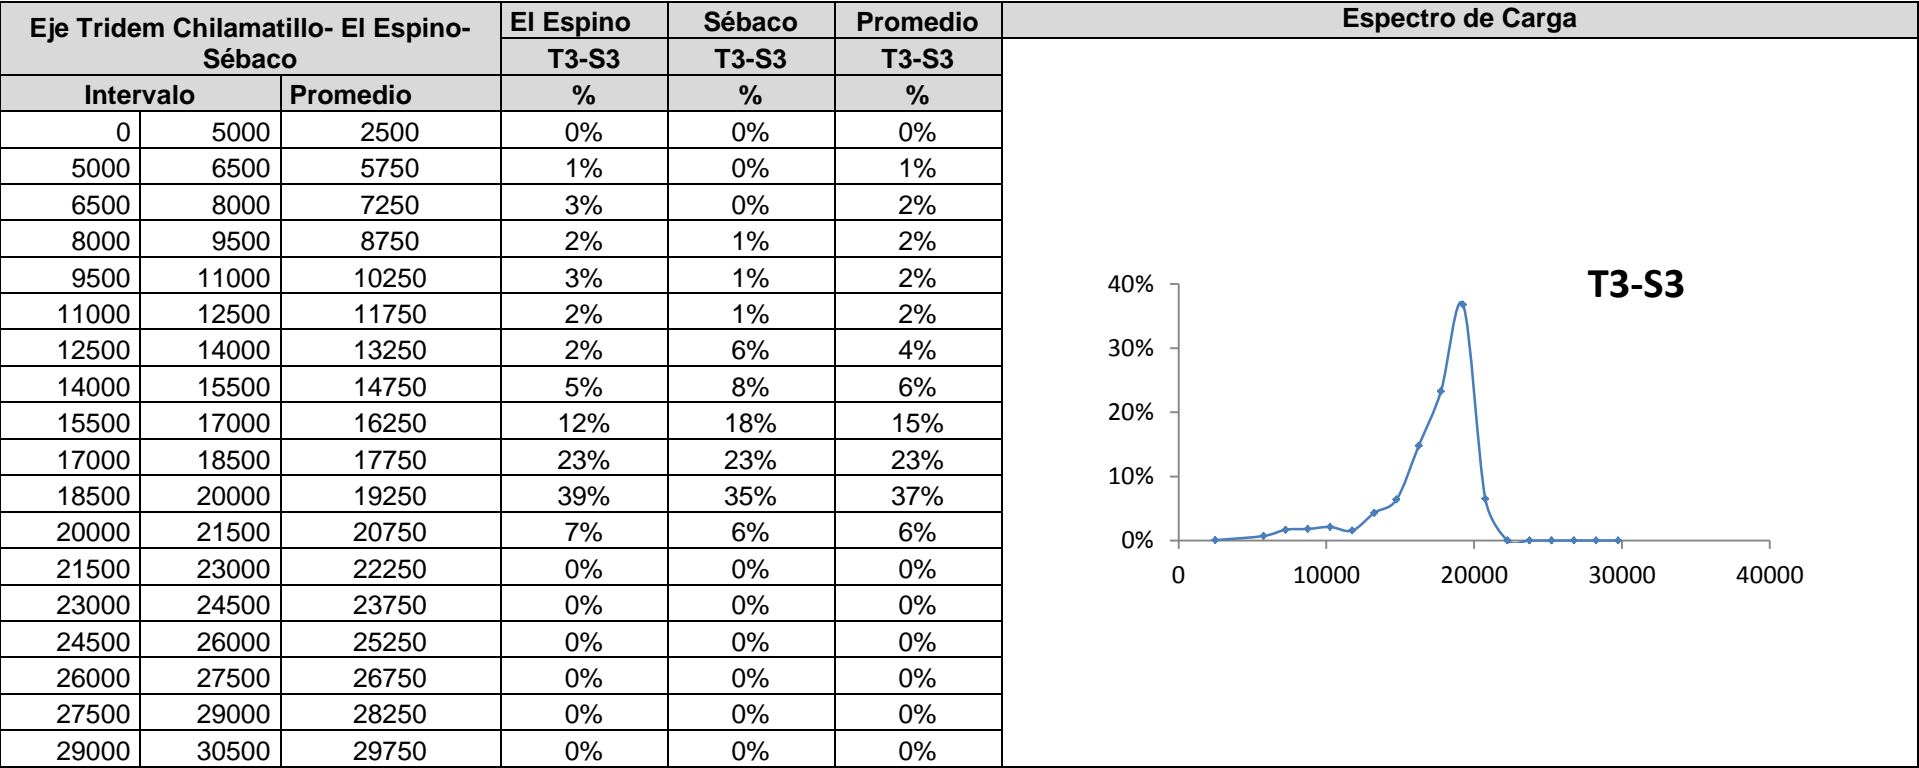 Eje Tridem Chilamatillo- El Espino-
Sébaco
El Espino Sébaco Promedio Espectro de Carga
T3-S3 T3-S3 T3-S3
Intervalo Promedio % % %
0 5000 2500 0% 0% 0%
5000 6500 5750 1% 0% 1%
6500 8000 7250 3% 0% 2%
8000 9500 8750 2% 1% 2%
9500 11000 10250 3% 1% 2%
11000 12500 11750 2% 1% 2%
12500 14000 13250 2% 6% 4%
14000 15500 14750 5% 8% 6%
15500 17000 16250 12% 18% 15%
17000 18500 17750 23% 23% 23%
18500 20000 19250 39% 35% 37%
20000 21500 20750 7% 6% 6%
21500 23000 22250 0% 0% 0%
23000 24500 23750 0% 0% 0%
24500 26000 25250 0% 0% 0%
26000 27500 26750 0% 0% 0%
27500 29000 28250 0% 0% 0%
29000 30500 29750 0% 0% 0%
T3-S3
40%
30%
20%
10%
0%
0 10000 20000 30000 40000